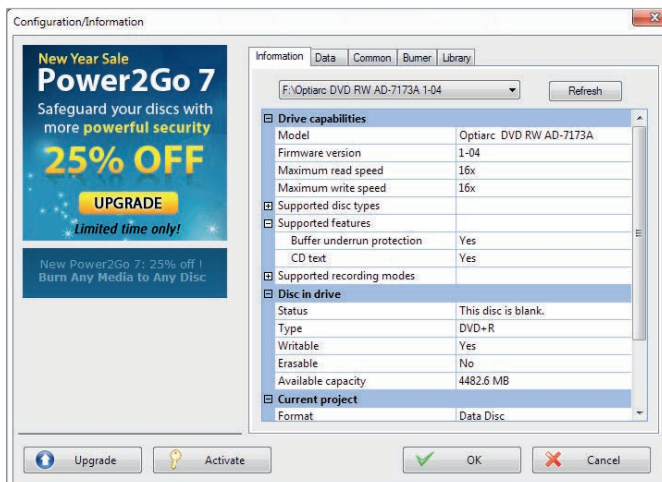 Configuration/Information
New Year Sale
Power2Go 7
Safeguard your discs with
more powerful security
25% OFF
UPGRADE
Limited time only!
New Power2Go 7: 25% off !
Burn Any Media to Any Disc
Information Data Common Burner Library
F:\Optiarc DVD RW AD-7173A 1-04 Refresh
Drive capabilities
Model Optiarc DVD RW AD-7173A
Firmware version 1-04
Maximum read speed 16x
Maximum write speed 16x
Supported disc types
Supported features
Buffer underrun protection Yes
CD text Yes
Supported recording modes
Disc in drive
Status This disc is blank.
Type DVD+R
Writable Yes
Erasable No
Available capacity 4482.6 MB
Current project
Format Data Disc
Upgrade Activate OK Cancel